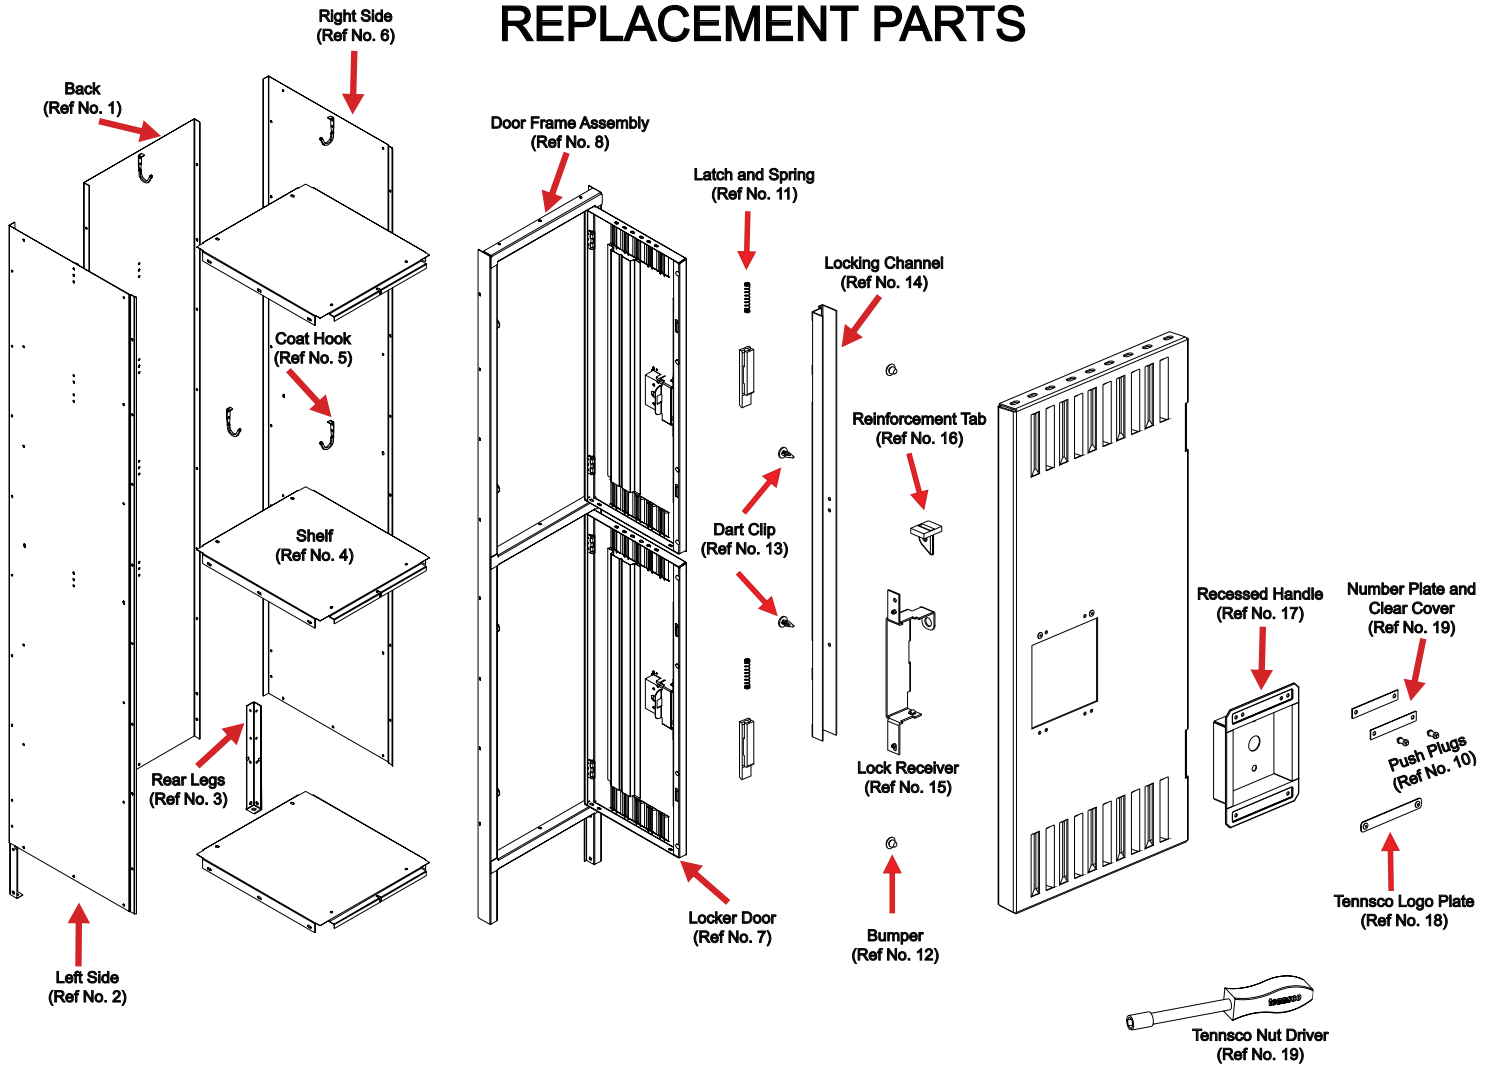 REPLACEMENT PARTS
Right Side
(Ref No. 6)
Back
(Ref No. 1)
Door Frame Assembly
(Ref No. 8)
Latch and Spring
(Ref No. 11)
Locking Channel
(Ref No. 14)
Coat Hook
(Ref No. 5)
Reinforcement Tab
(Ref No. 16)
Shelf
(Ref No. 4)
Dart Clip
(Ref No. 13)
Recessed Handle
(Ref No. 17)
Number Plate and
Clear Cover
(Ref No. 19)
Push Plugs
(Ref No. 10)
Rear Legs
(Ref No. 3)
Lock Receiver
(Ref No. 15)
Locker Door
(Ref No. 7)
Bumper
(Ref No. 12)
Tennsco Logo Plate
(Ref No. 18)
Left Side
(Ref No. 2)
tennsco
Tennsco Nut Driver
(Ref No. 19)